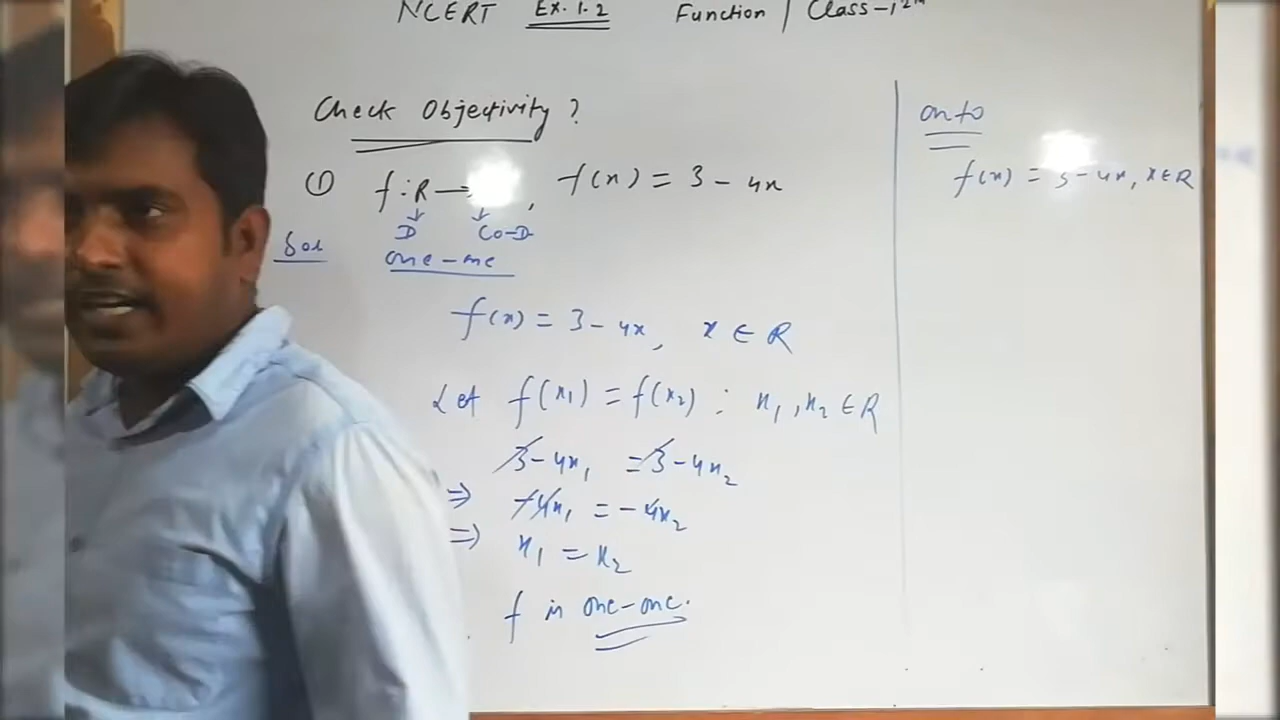 NCERT Ex. 1.2 Function / Class-12th
Check Objectivity ?
① f : R → , f(x) = 3 - 4x
D Co-D
Sol one-one
f(x) = 3 - 4x, x ∈ R
Let f(x₁) = f(x₂) : x₁, x₂ ∈ R
3 - 4x₁ = 3 - 4x₂
⇒ -4x₁ = -4x₂
⇒ x₁ = x₂
f is one-one.
onto
f(x) = 3 - 4x, x ∈ R